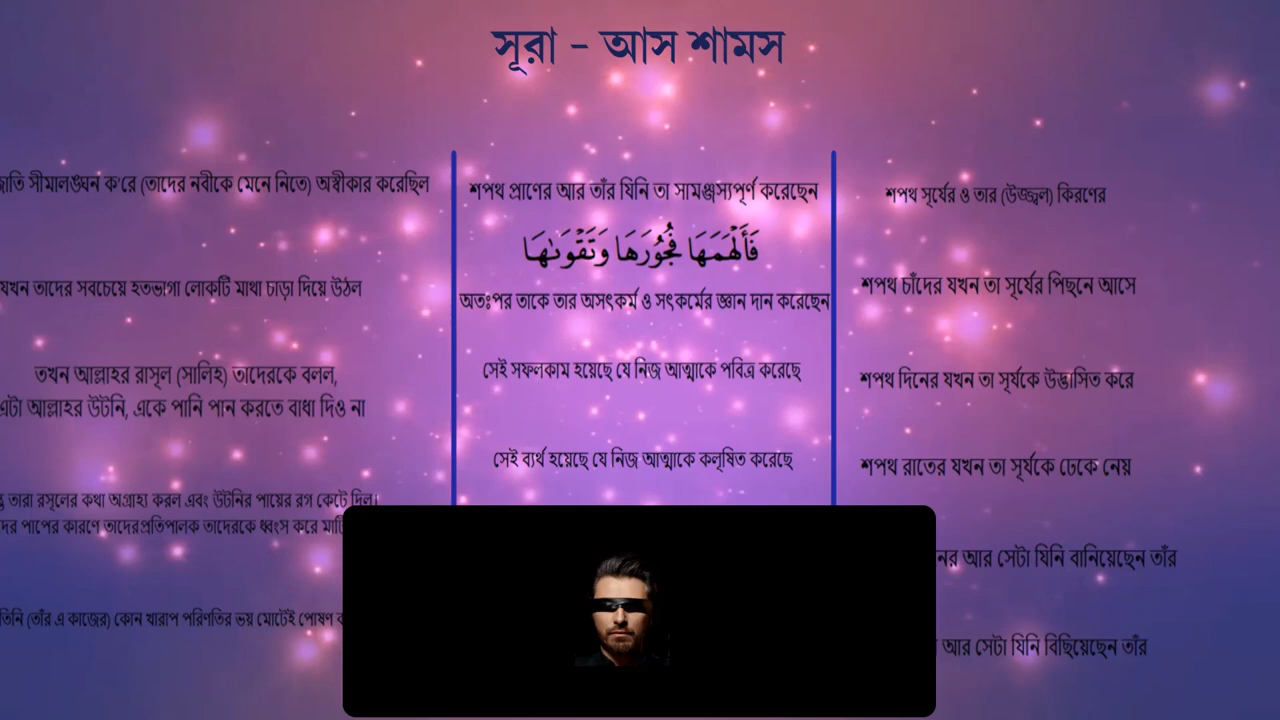 সূরা - আস শামস
শপথ সূর্যের ও তার (উজ্জ্বল) কিরণের
শপথ চাঁদের যখন তা সূর্যের পিছনে আসে
শপথ দিনের যখন তা সূর্যকে উদ্ভাসিত করে
শপথ রাতের যখন তা সূর্যকে ঢেকে নেয়
আর সেটা যিনি বানিয়েছেন তাঁর
আর সেটা যিনি বিছিয়েছেন তাঁর
শপথ প্রাণের আর তাঁর যিনি তা সামঞ্জস্যপূর্ণ করেছেন
فَأَلْهَمَهَا فُجُورَهَا وَتَقْوَىٰهَا
অতঃপর তাকে তার অসৎকর্ম ও সৎকর্মের জ্ঞান দান করেছেন
সেই সফলকাম হয়েছে যে নিজ আত্মাকে পবিত্র করেছে
সেই ব্যর্থ হয়েছে যে নিজ আত্মাকে কলূষিত করেছে
সীমালঙ্ঘন ক'রে (তাদের নবীকে মেনে নিতে) অস্বীকার করেছিল
যখন তাদের সবচেয়ে হতভাগা লোকটি মাথা চাড়া দিয়ে উঠল
তখন আল্লাহর রাসূল (সালিহ) তাদেরকে বলল,
এটা আল্লাহর উটনি, একে পানি পান করতে বাধা দিও না
তারা রসূলের কথা অগ্রাহ্য করল এবং উটনির পায়ের রগ কেটে দিল।
পাপের কারণে তাদেরপ্রতিপালক তাদেরকে ধ্বংস করে
তিনি (তাঁর এ কাজের) কোন খারাপ পরিণতির ভয় মোটেই পোষণ